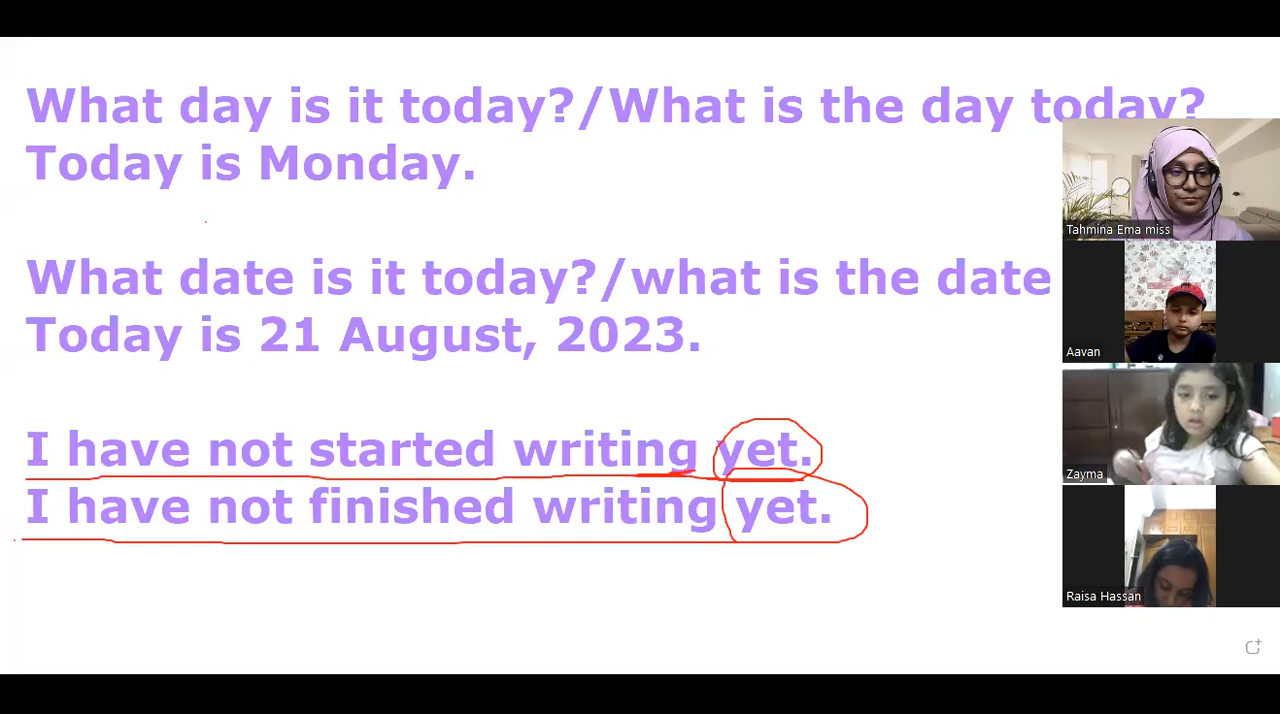 What day is it today?/What is the day today?
Today is Monday.
What date is it today?/what is the date
Today is 21 August, 2023.
I have not started writing yet.
I have not finished writing yet.
Tahmina Ema miss
Aavan
Zayma
Raisa Hassan